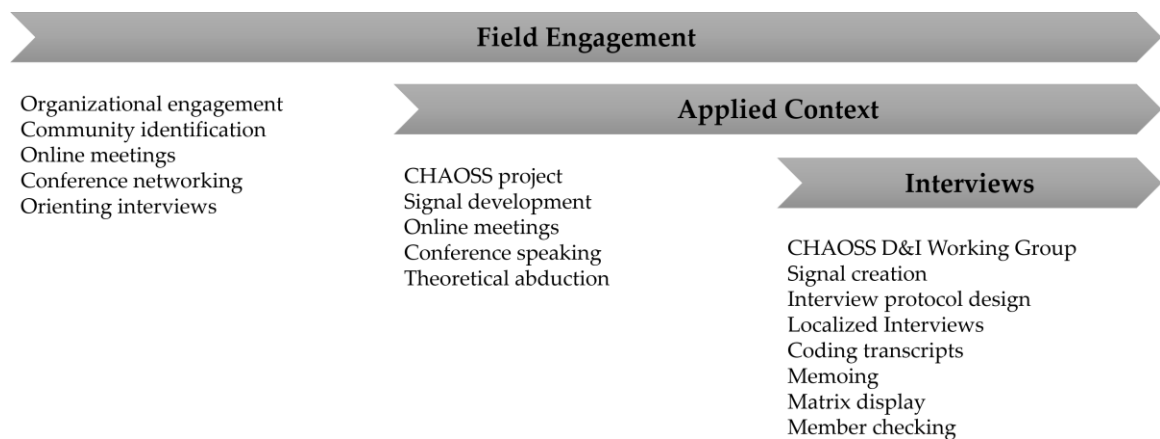 Field Engagement
Organizational engagement
Community identification
Online meetings
Conference networking
Orienting interviews
Applied Context
CHAOSS project
Signal development
Online meetings
Conference speaking
Theoretical abduction
Interviews
CHAOSS D&I Working Group
Signal creation
Interview protocol design
Localized Interviews
Coding transcripts
Memoing
Matrix display
Member checking